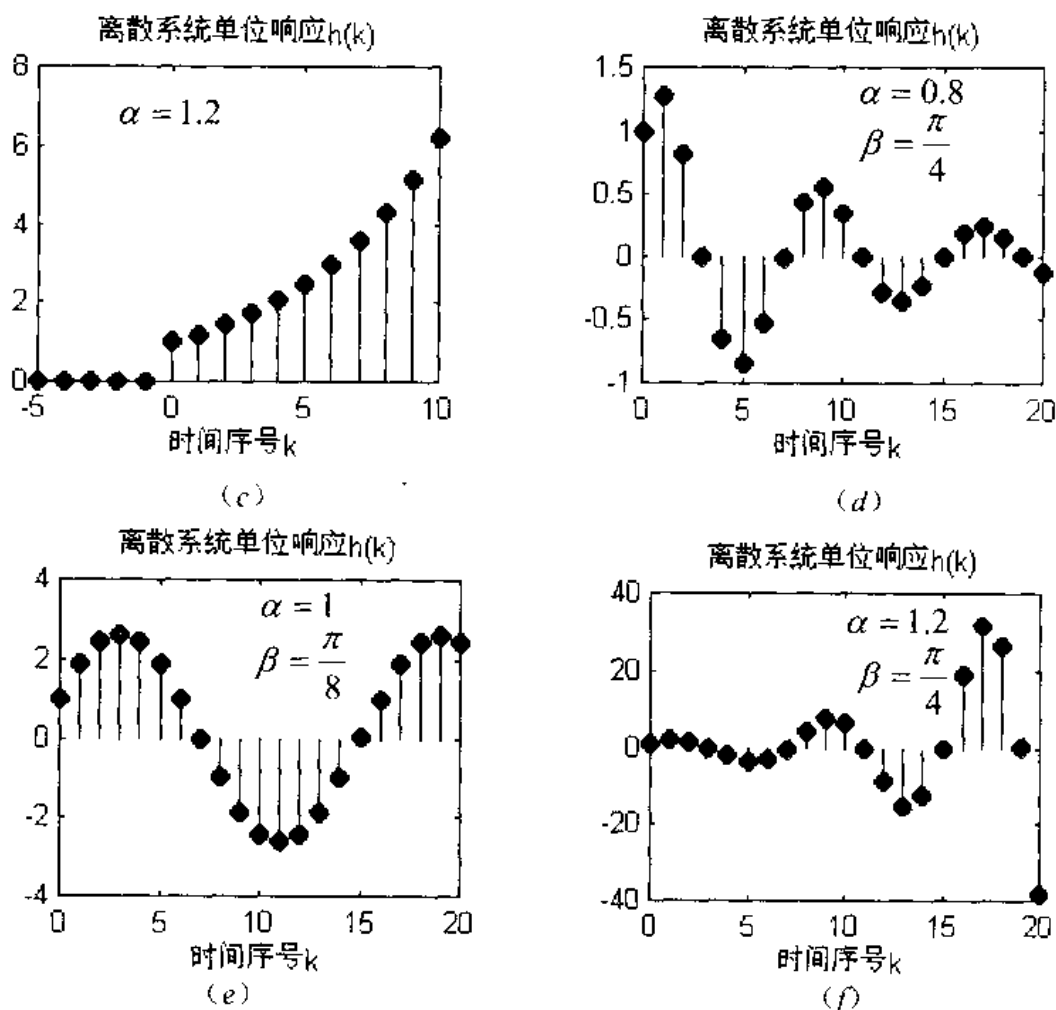 离散系统单位响应h(k)
8
6
4
2
0
α = 1.2
-5
0
5
10
时间序号k
(c)
离散系统单位响应h(k)
1.5
1
0.5
0
-0.5
-1
α = 0.8
β = π/4
0
5
10
15
20
时间序号k
(d)
离散系统单位响应h(k)
4
2
0
-2
-4
α = 1
β = π/8
0
5
10
15
20
时间序号k
(e)
离散系统单位响应h(k)
40
20
0
-20
-40
α = 1.2
β = π/4
0
5
10
15
20
时间序号k
(f)